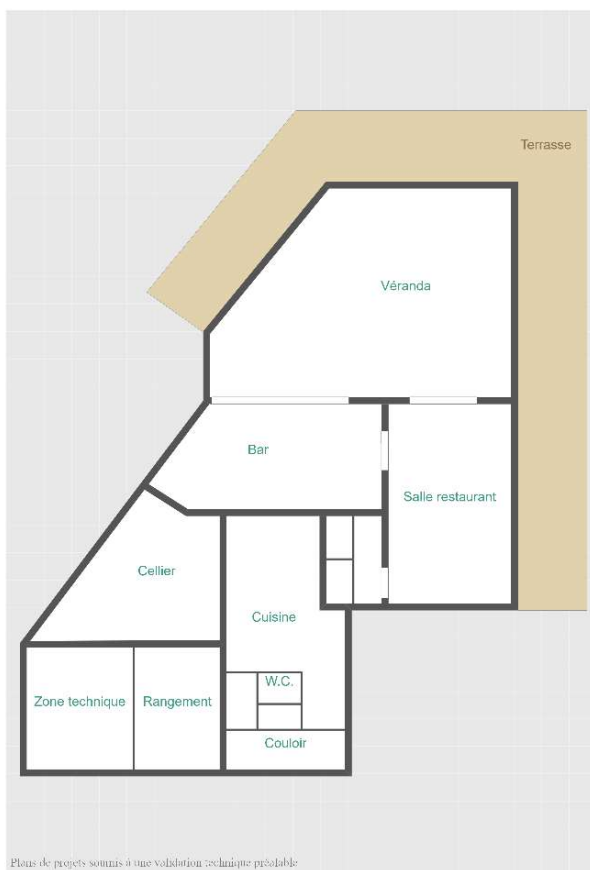 Terrasse
Véranda
Bar
Salle restaurant
Cellier
Cuisine
W.C.
Zone technique
Rangement
Couloir
Plans de projets soumis à une validation technique préalable